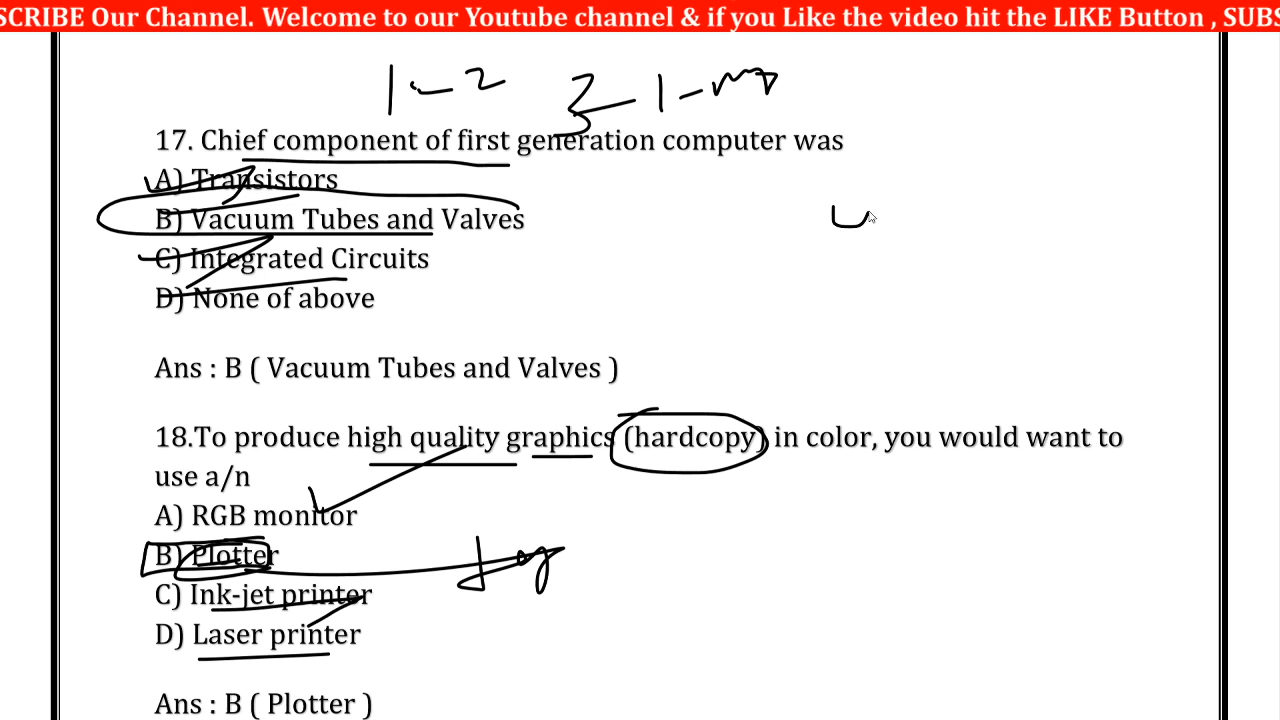 SCRIBE Our Channel. Welcome to our Youtube channel & if you Like the video hit the LIKE Button , SUBS
1-2
17. Chief component of first generation computer was
A) Transistors
B) Vacuum Tubes and Valves
C) Integrated Circuits
D) None of above
Ans : B ( Vacuum Tubes and Valves )
18.To produce high quality graphics (hardcopy) in color, you would want to
use a/n
A) RGB monitor
B) Plotter
C) Ink-jet printer
D) Laser printer
Ans : B ( Plotter )